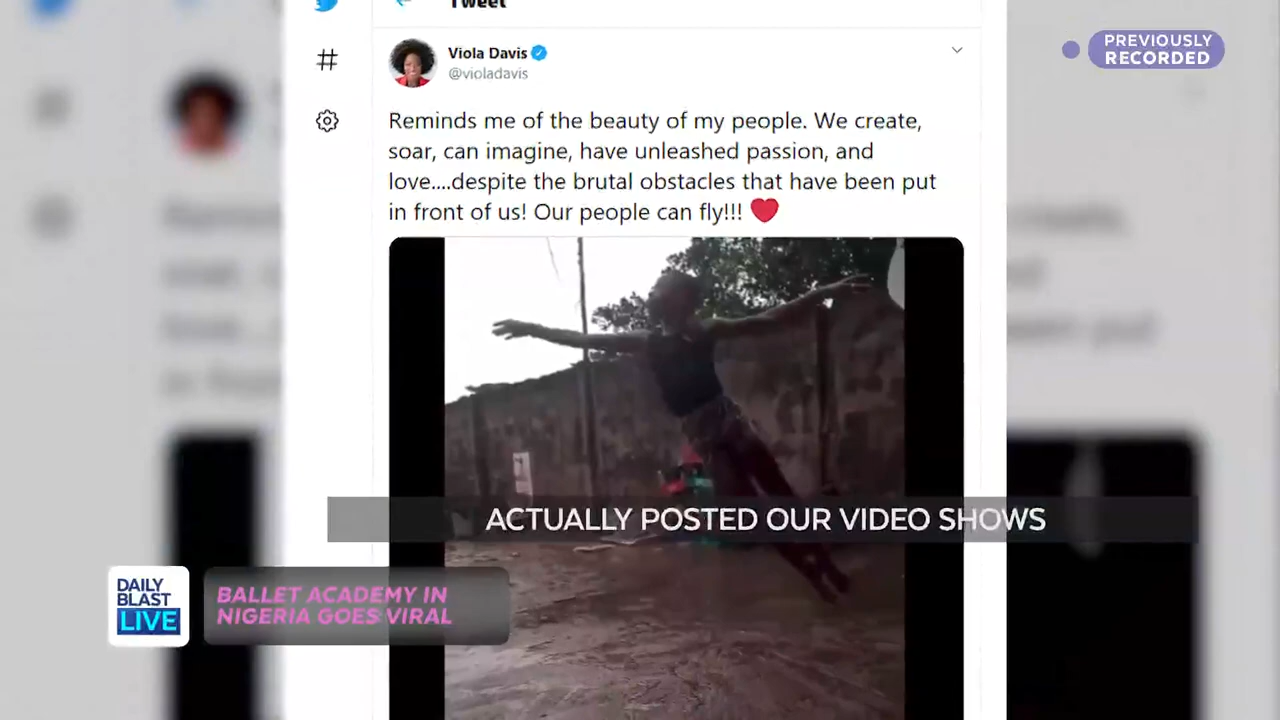 Tweet
PREVIOUSLY
RECORDED
Viola Davis
@violadavis
Reminds me of the beauty of my people. We create,
soar, can imagine, have unleashed passion, and
love....despite the brutal obstacles that have been put
in front of us! Our people can fly!!! ❤
ACTUALLY POSTED OUR VIDEO SHOWS
DAILY
BLAST
LIVE
BALLET ACADEMY IN
NIGERIA GOES VIRAL